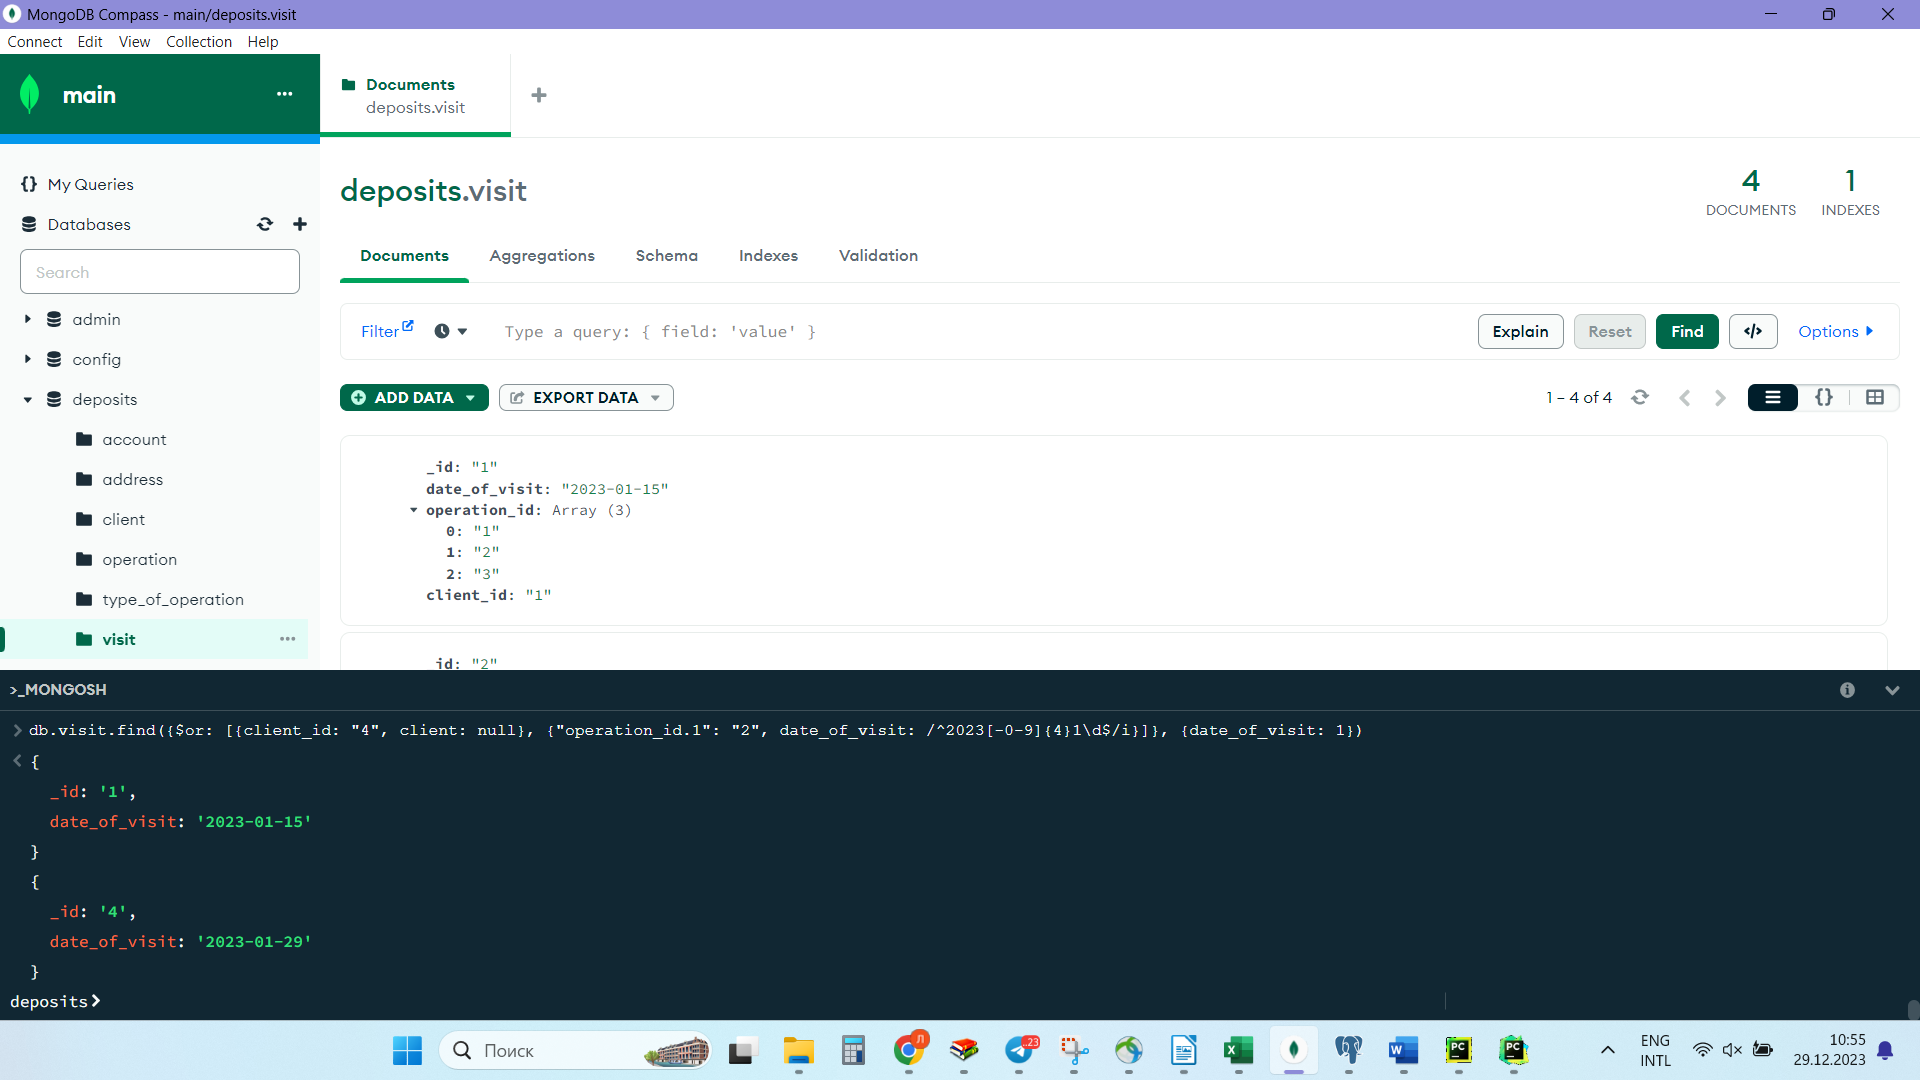 MongoDB Compass - main/deposits.visit
Connect Edit View Collection Help
main
Documents
deposits.visit
My Queries
Databases
Search
admin
config
deposits
account
address
client
operation
type_of_operation
visit
deposits.visit
4
DOCUMENTS
1
INDEXES
Documents Aggregations Schema Indexes Validation
Filter Type a query: { field: 'value' } Explain Reset Find </> Options
ADD DATA EXPORT DATA 1 – 4 of 4 {}
_id: "1"
date_of_visit: "2023-01-15"
operation_id: Array (3)
0: "1"
1: "2"
2: "3"
client_id: "1"
_id: "2"
>_MONGOSH
> db.visit.find({$or: [{client_id: "4", client: null}, {"operation_id.1": "2", date_of_visit: /^2023[-0-9]{4}1\d$/i}]}, {date_of_visit: 1})
< {
_id: '1',
date_of_visit: '2023-01-15'
}
{
_id: '4',
date_of_visit: '2023-01-29'
}
deposits>
Поиск
Л
..23
X
W
PC
PC
ENG
INTL
10:55
29.12.2023